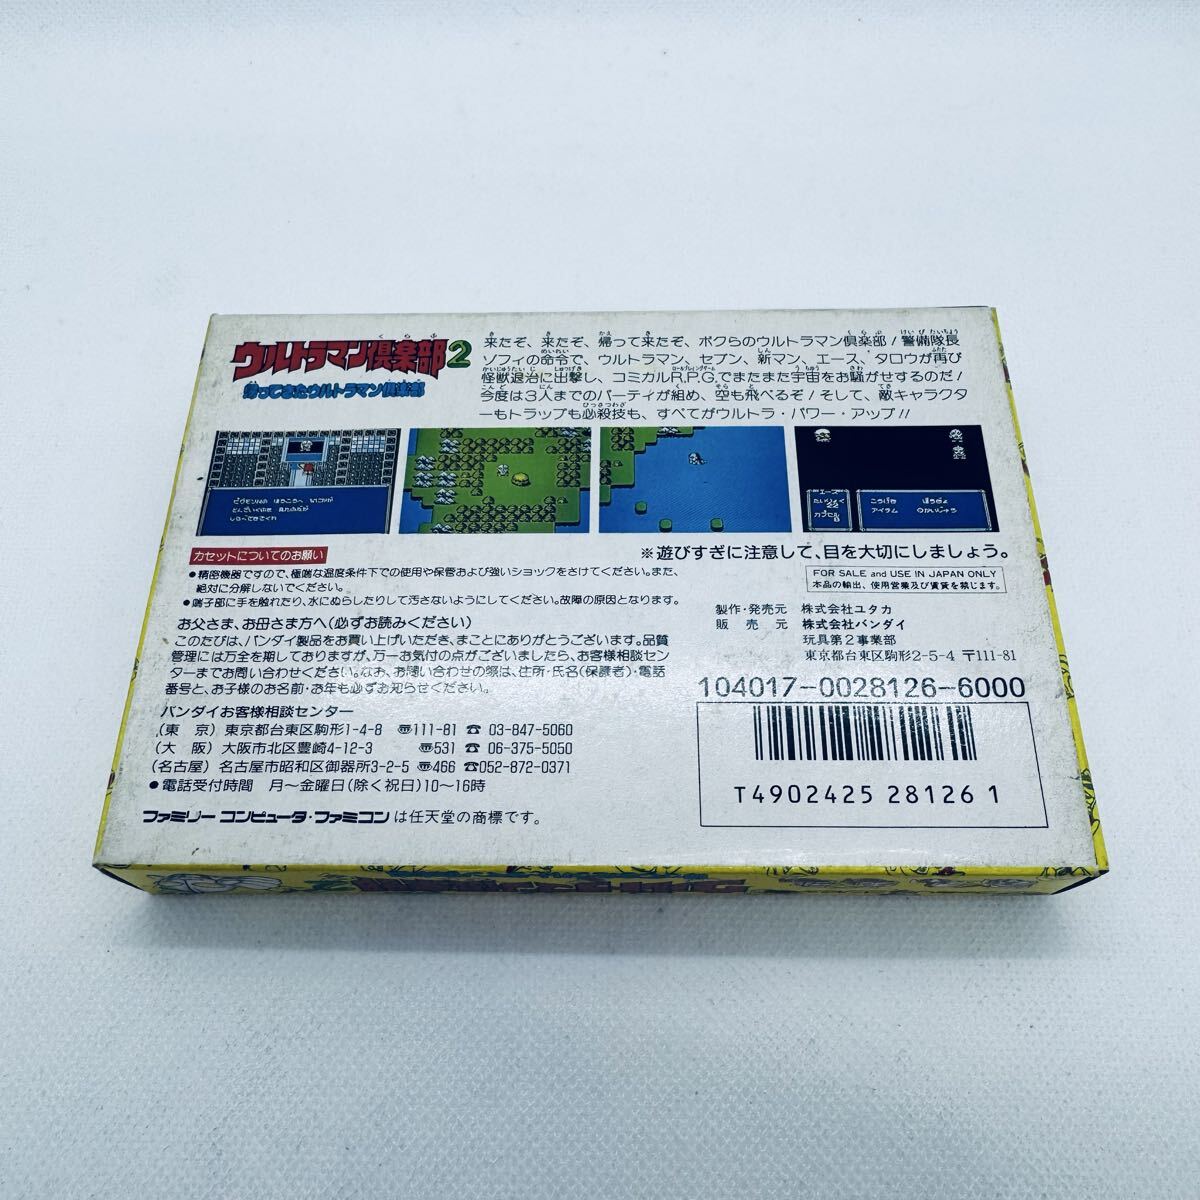 ウルトラマン倶楽部2
帰ってきたウルトラマン倶楽部
来たぞ、来たぞ、帰って来たぞ、ボクらのウルトラマン倶楽部!警備隊長
ゾフィの命令で、ウルトラマン、セブン、新マン、エース、タロウが再び
怪獣退治に出撃し、コミカルR.P.G.でまたまた宇宙をお騒がせするのだ!
今度は3人までのパーティが組め、空も飛べるぞ!そして、敵キャラクタ
ーもトラップも必殺技も、すべてがウルトラ・パワー・アップ!!
エース
たいりょく
22
カプセル
こうげき ぼうぎょ
アイテム のかいじゅう
カセットについてのお願い
●精密機器ですので、極端な温度条件下での使用や保管および強いショックをさけてください。また、
絶対に分解しないでください。
●端子部に手を触れたり、水にぬらしたりして汚さないようにしてください。故障の原因となります。
お父さま、お母さま方へ(必ずお読みください)
このたびは、バンダイ製品をお買い上げいただき、まことにありがとうございます。品質
管理には万全を期しておりますが、万一お気付の点がございましたら、お客様相談セン
ターまでお問い合わせください。なお、お問い合わせの際は、住所・氏名(保護者)・電話
番号と、お子様のお名前・お年も必ずお知らせください。
バンダイお客様相談センター
(東 京) 東京都台東区駒形1-4-8 〒111-81 ☎ 03-847-5060
(大 阪) 大阪市北区豊崎4-12-3 〒531 ☎ 06-375-5050
(名古屋) 名古屋市昭和区御器所3-2-5 〒466 ☎052-872-0371
●電話受付時間 月〜金曜日(除く祝日)10〜16時
ファミリーコンピュータ・ファミコンは任天堂の商標です。
※遊びすぎに注意して、目を大切にしましょう。
FOR SALE and USE IN JAPAN ONLY
本品の輸出、使用営業及び賃貸を禁じます。
製作・発売元 株式会社ユタカ
販 売 元 株式会社バンダイ
玩具第2事業部
東京都台東区駒形2-5-4 〒111-81
104017-0028126-6000
T4902425 28126 1